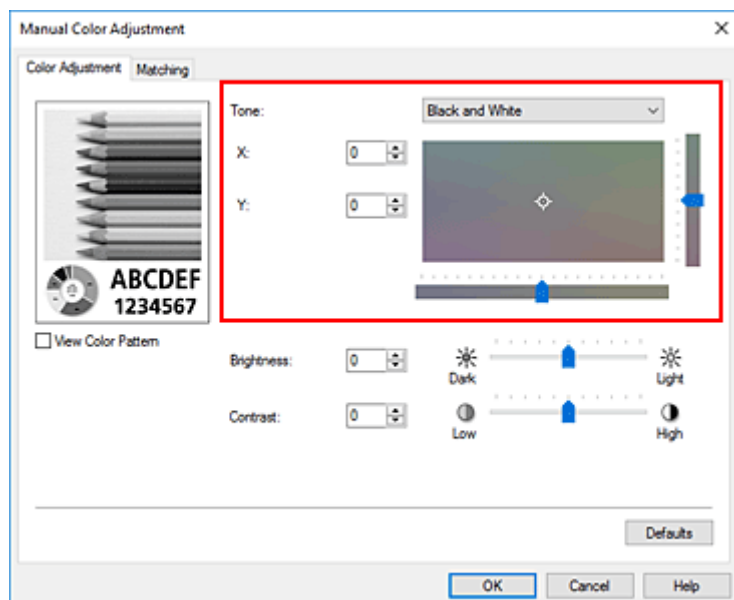 Manual Color Adjustment
Color Adjustment Matching
Tone: Black and White
X: 0
Y: 0
ABCDEF
1234567
View Color Pattern
Brightness: 0 Dark Light
Contrast: 0 Low High
Defaults
OK Cancel Help